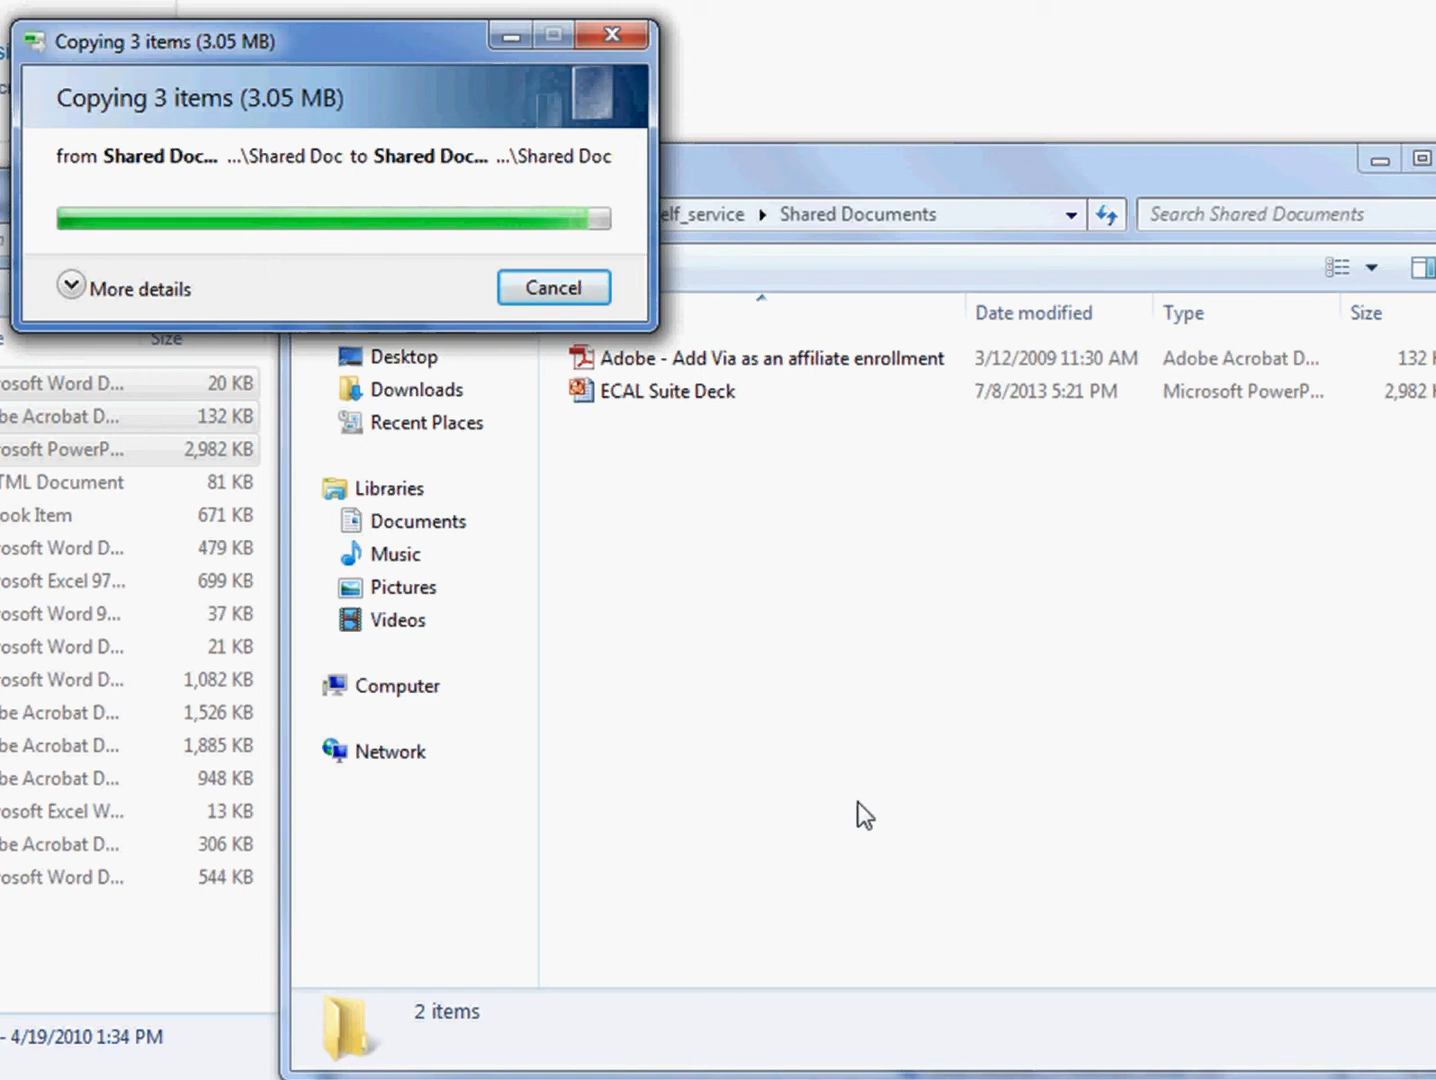 Copying 3 items (3.05 MB)
Copying 3 items (3.05 MB)
from Shared Doc... ...\Shared Doc to Shared Doc... ...\Shared Doc
More details
Cancel
elf_service
Shared Documents
Search Shared Documents
Size
osoft Word D... 20 KB
be Acrobat D... 132 KB
osoft PowerP... 2,982 KB
TML Document 81 KB
ook Item 671 KB
osoft Word D... 479 KB
osoft Excel 97... 699 KB
osoft Word 9... 37 KB
osoft Word D... 21 KB
osoft Word D... 1,082 KB
be Acrobat D... 1,526 KB
be Acrobat D... 1,885 KB
be Acrobat D... 948 KB
osoft Excel W... 13 KB
be Acrobat D... 306 KB
osoft Word D... 544 KB
- 4/19/2010 1:34 PM
Desktop
Downloads
Recent Places
Libraries
Documents
Music
Pictures
Videos
Computer
Network
Date modified Type Size
Adobe - Add Via as an affiliate enrollment 3/12/2009 11:30 AM Adobe Acrobat D... 132 K
ECAL Suite Deck 7/8/2013 5:21 PM Microsoft PowerP... 2,982 K
2 items